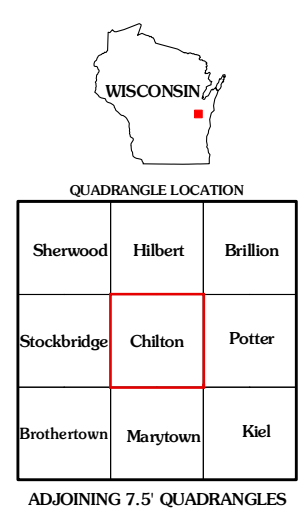 WISCONSIN
QUADRANGLE LOCATION
Sherwood Hilbert Brillion
Stockbridge Chilton Potter
Brothertown Marytown Kiel
ADJOINING 7.5' QUADRANGLES